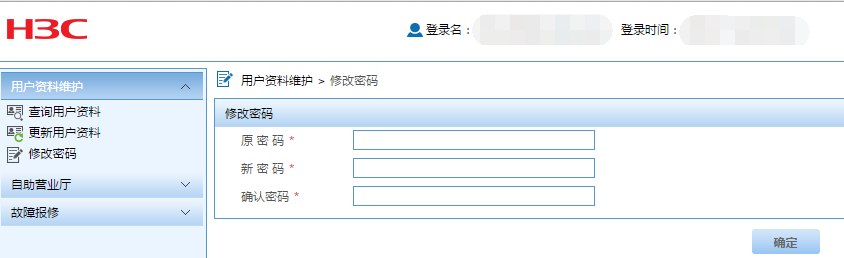 H3C
登录名：
登录时间：
用户资料维护
查询用户资料
更新用户资料
修改密码
自助营业厅
故障报修
用户资料维护 > 修改密码
修改密码
原 密 码 *
新 密 码 *
确认密码 *
确定